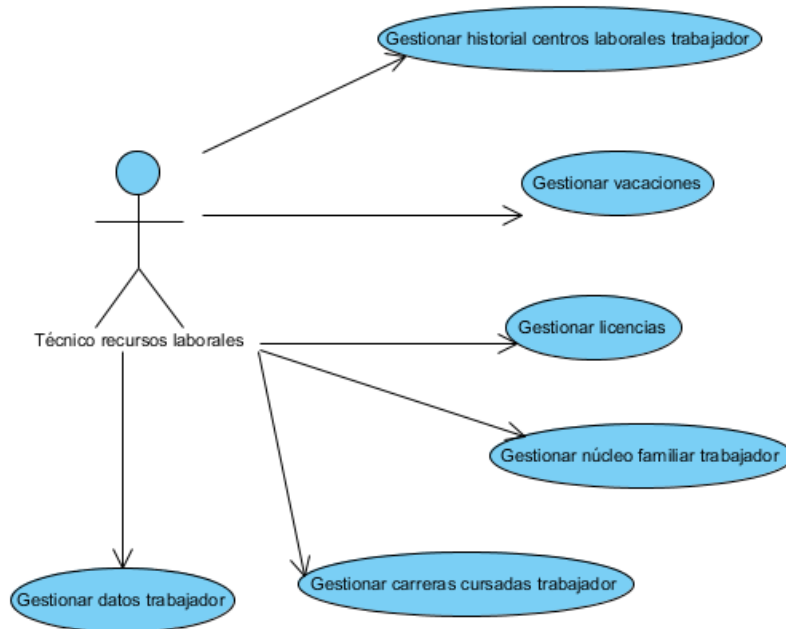 Gestionar historial centros laborales trabajador
Gestionar vacaciones
Gestionar licencias
Técnico recursos laborales
Gestionar núcleo familiar trabajador
Gestionar carreras cursadas trabajador
Gestionar datos trabajador